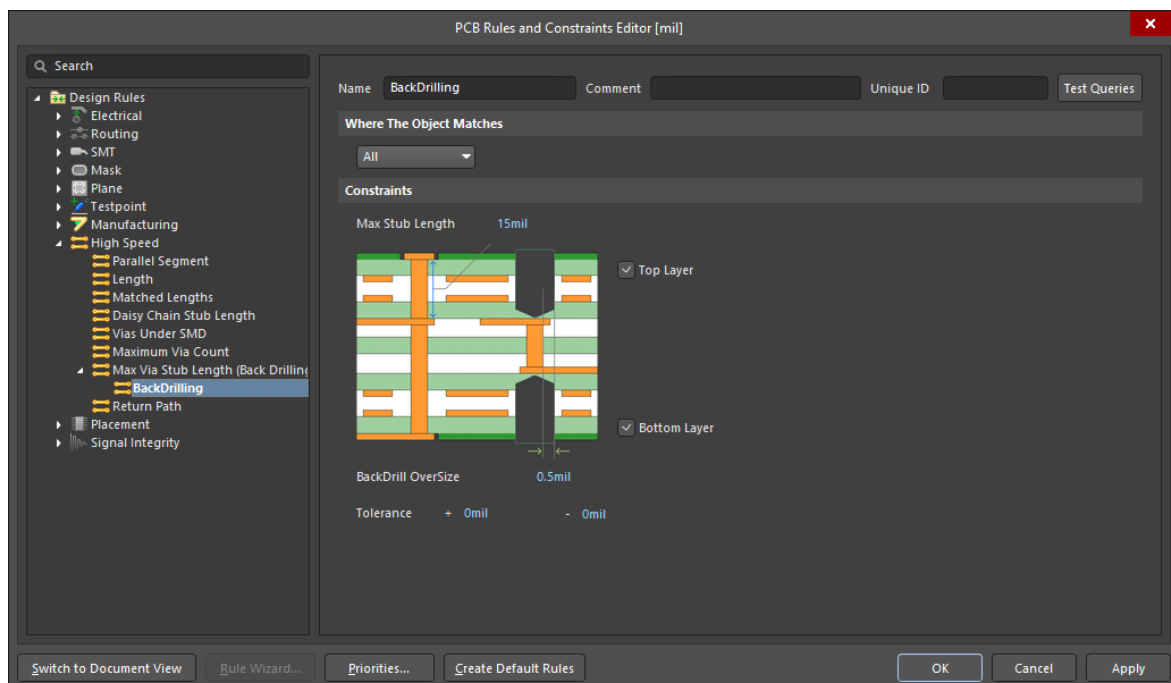 PCB Rules and Constraints Editor [mil]
Search
Design Rules
Electrical
Routing
SMT
Mask
Plane
Testpoint
Manufacturing
High Speed
Parallel Segment
Length
Matched Lengths
Daisy Chain Stub Length
Vias Under SMD
Maximum Via Count
Max Via Stub Length (Back Drilling
BackDrilling
Return Path
Placement
Signal Integrity
Name BackDrilling Comment Unique ID Test Queries
Where The Object Matches
All
Constraints
Max Stub Length 15mil
Top Layer
Bottom Layer
BackDrill OverSize 0.5mil
Tolerance + 0mil - 0mil
Switch to Document View Rule Wizard... Priorities... Create Default Rules OK Cancel Apply